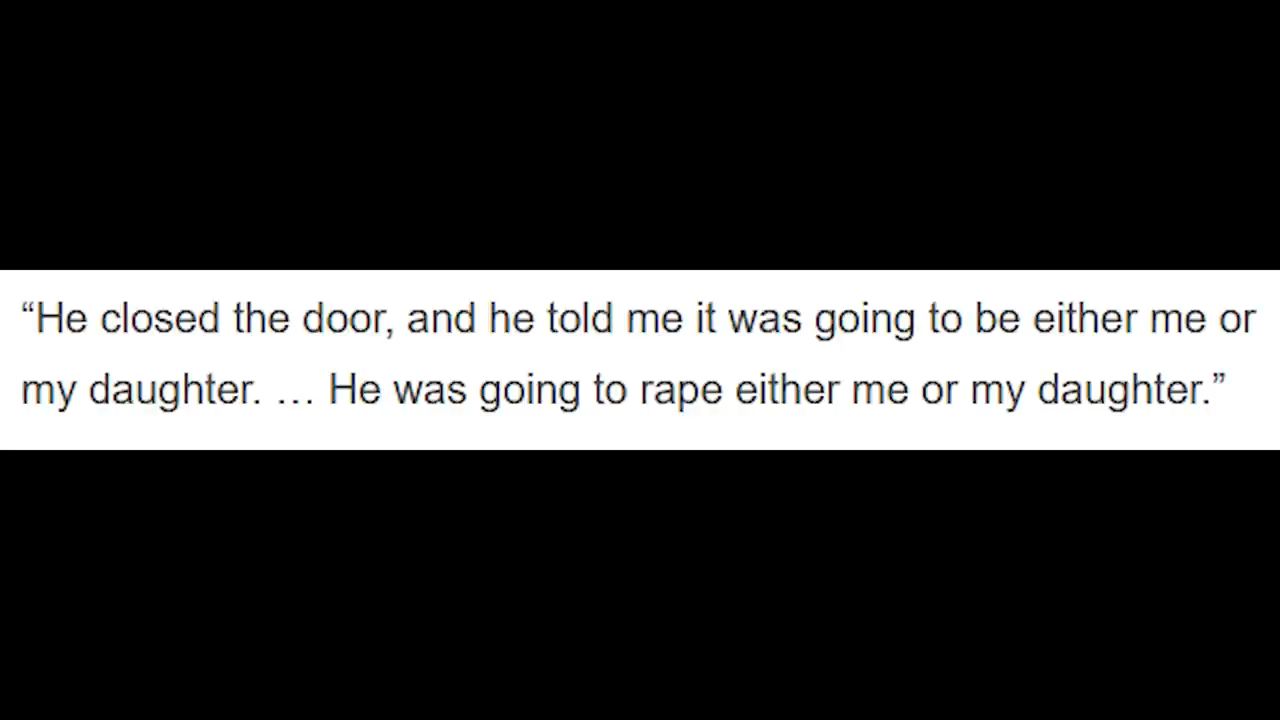 “He closed the door, and he told me it was going to be either me or
my daughter. … He was going to rape either me or my daughter.”